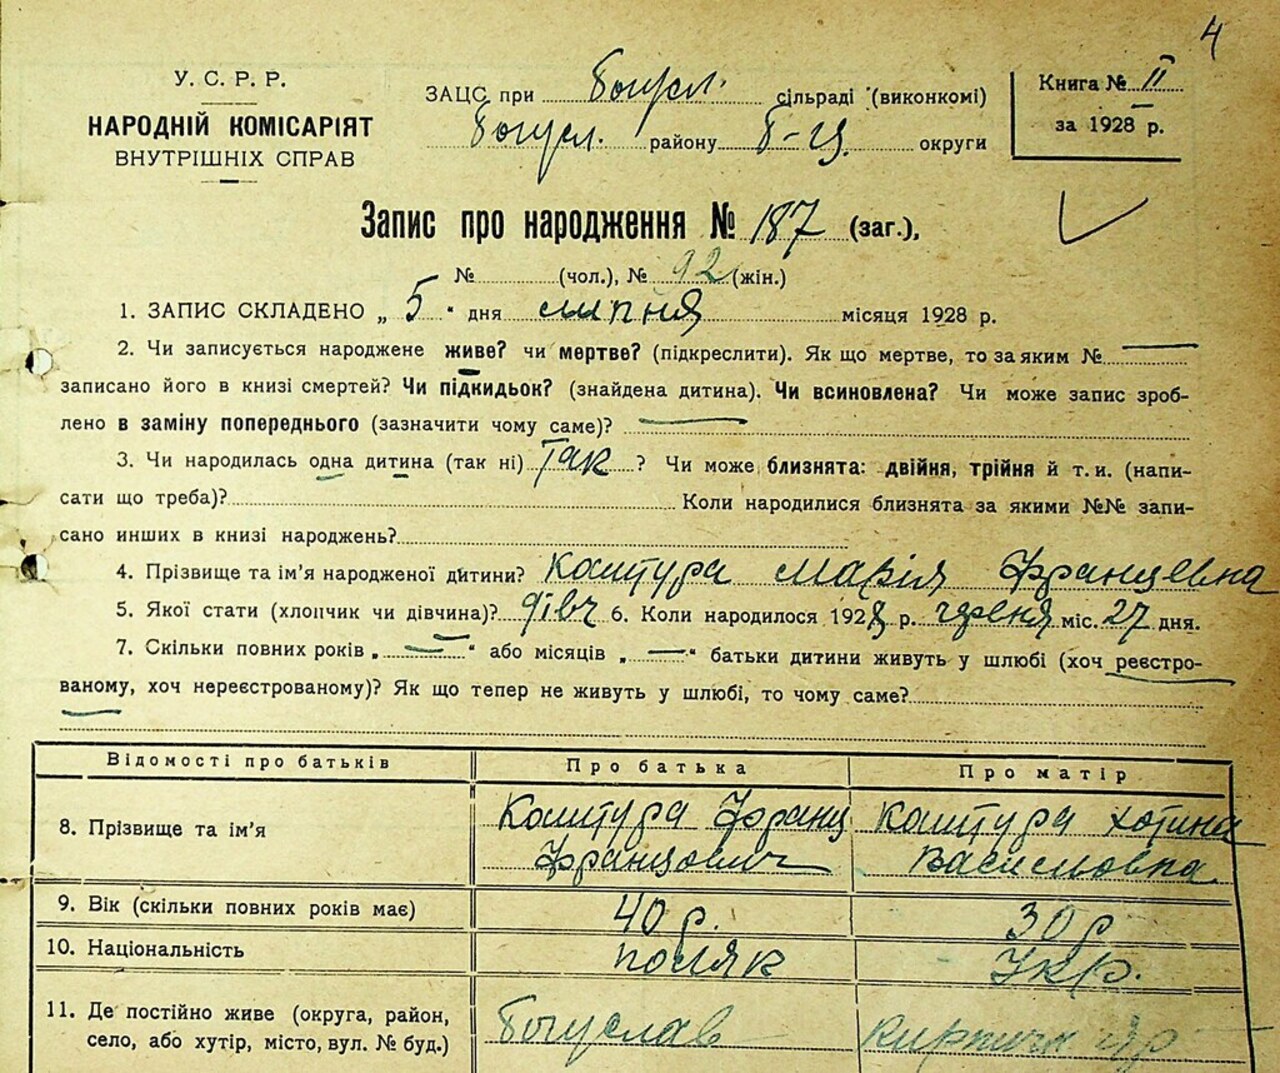 4
У. С. Р. Р.
НАРОДНІЙ КОМІСАРІЯТ
ВНУТРІШНІХ СПРАВ
ЗАЦС при Богусл. сільраді (виконкомі)
Богусл. району Б-Ц. округи
Книга № II
за 1928 р.
Запис про народження № 187 (заг.),
№ (чол.), № 92 (жін.)
1. ЗАПИС СКЛАДЕНО „ 5 “ дня липня місяця 1928 р.
2. Чи записується народжене живе? чи мертве? (підкреслити). Як що мертве, то за яким №
записано його в книзі смертей? Чи підкидьок? (знайдена дитина). Чи всиновлена? Чи може запис зроб-
лено в заміну попереднього (зазначити чому саме)?
3. Чи народилась одна дитина (так ні) Так ? Чи може близнята: двійня, трійня й т. и. (напи-
сати що треба)? Коли народилися близнята за якими №№ запи-
сано инших в книзі народжень?
4. Прізвище та ім'я народженої дитини? Коштура Марія Францевна
5. Якої стати (хлопчик чи дівчина)? дівч 6. Коли народилось 1928 р. червня міс. 27 дня.
7. Скільки повних років „ — “ або місяців „ — “ батьки дитини живуть у шлюбі (хоч реєстро-
ваному, хоч нереєстрованому)? Як що тепер не живуть у шлюбі, то чому саме?
Відомості про батьків Про батька Про матір
8. Прізвище та ім'я Коштура Франц Коштура
Францович Васильовна
9. Вік (скільки повних років має) 40 р. 30 р
10. Національність поляк Укр.
11. Де постійно живе (округа, район, Богуслав
село, або хутір, місто, вул. № буд.)